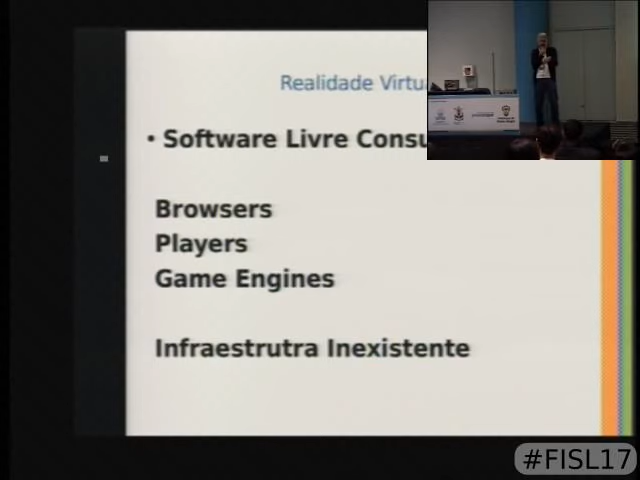 Realidade Virtu
• Software Livre Consu
Browsers
Players
Game Engines
Infraestrutra Inexistente
#FISL17